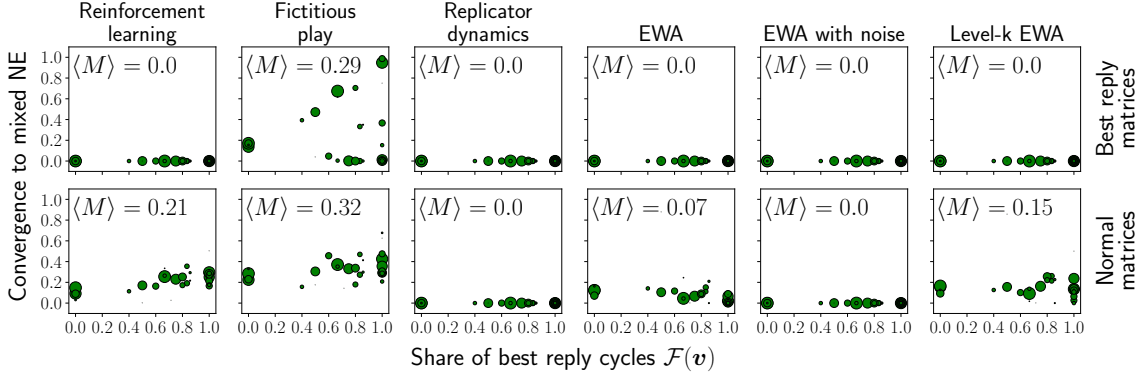 Reinforcement learning
Fictitious play
Replicator dynamics
EWA
EWA with noise
Level-k EWA
Convergence to mixed NE
1.0
0.8
0.6
0.4
0.2
0.0
⟨M⟩ = 0.0
⟨M⟩ = 0.29
⟨M⟩ = 0.0
⟨M⟩ = 0.0
⟨M⟩ = 0.0
⟨M⟩ = 0.0
Best reply matrices
1.0
0.8
0.6
0.4
0.2
0.0
⟨M⟩ = 0.21
⟨M⟩ = 0.32
⟨M⟩ = 0.0
⟨M⟩ = 0.07
⟨M⟩ = 0.0
⟨M⟩ = 0.15
Normal matrices
0.0 0.2 0.4 0.6 0.8 1.0
0.0 0.2 0.4 0.6 0.8 1.0
0.0 0.2 0.4 0.6 0.8 1.0
0.0 0.2 0.4 0.6 0.8 1.0
0.0 0.2 0.4 0.6 0.8 1.0
0.0 0.2 0.4 0.6 0.8 1.0
Share of best reply cycles F(v)